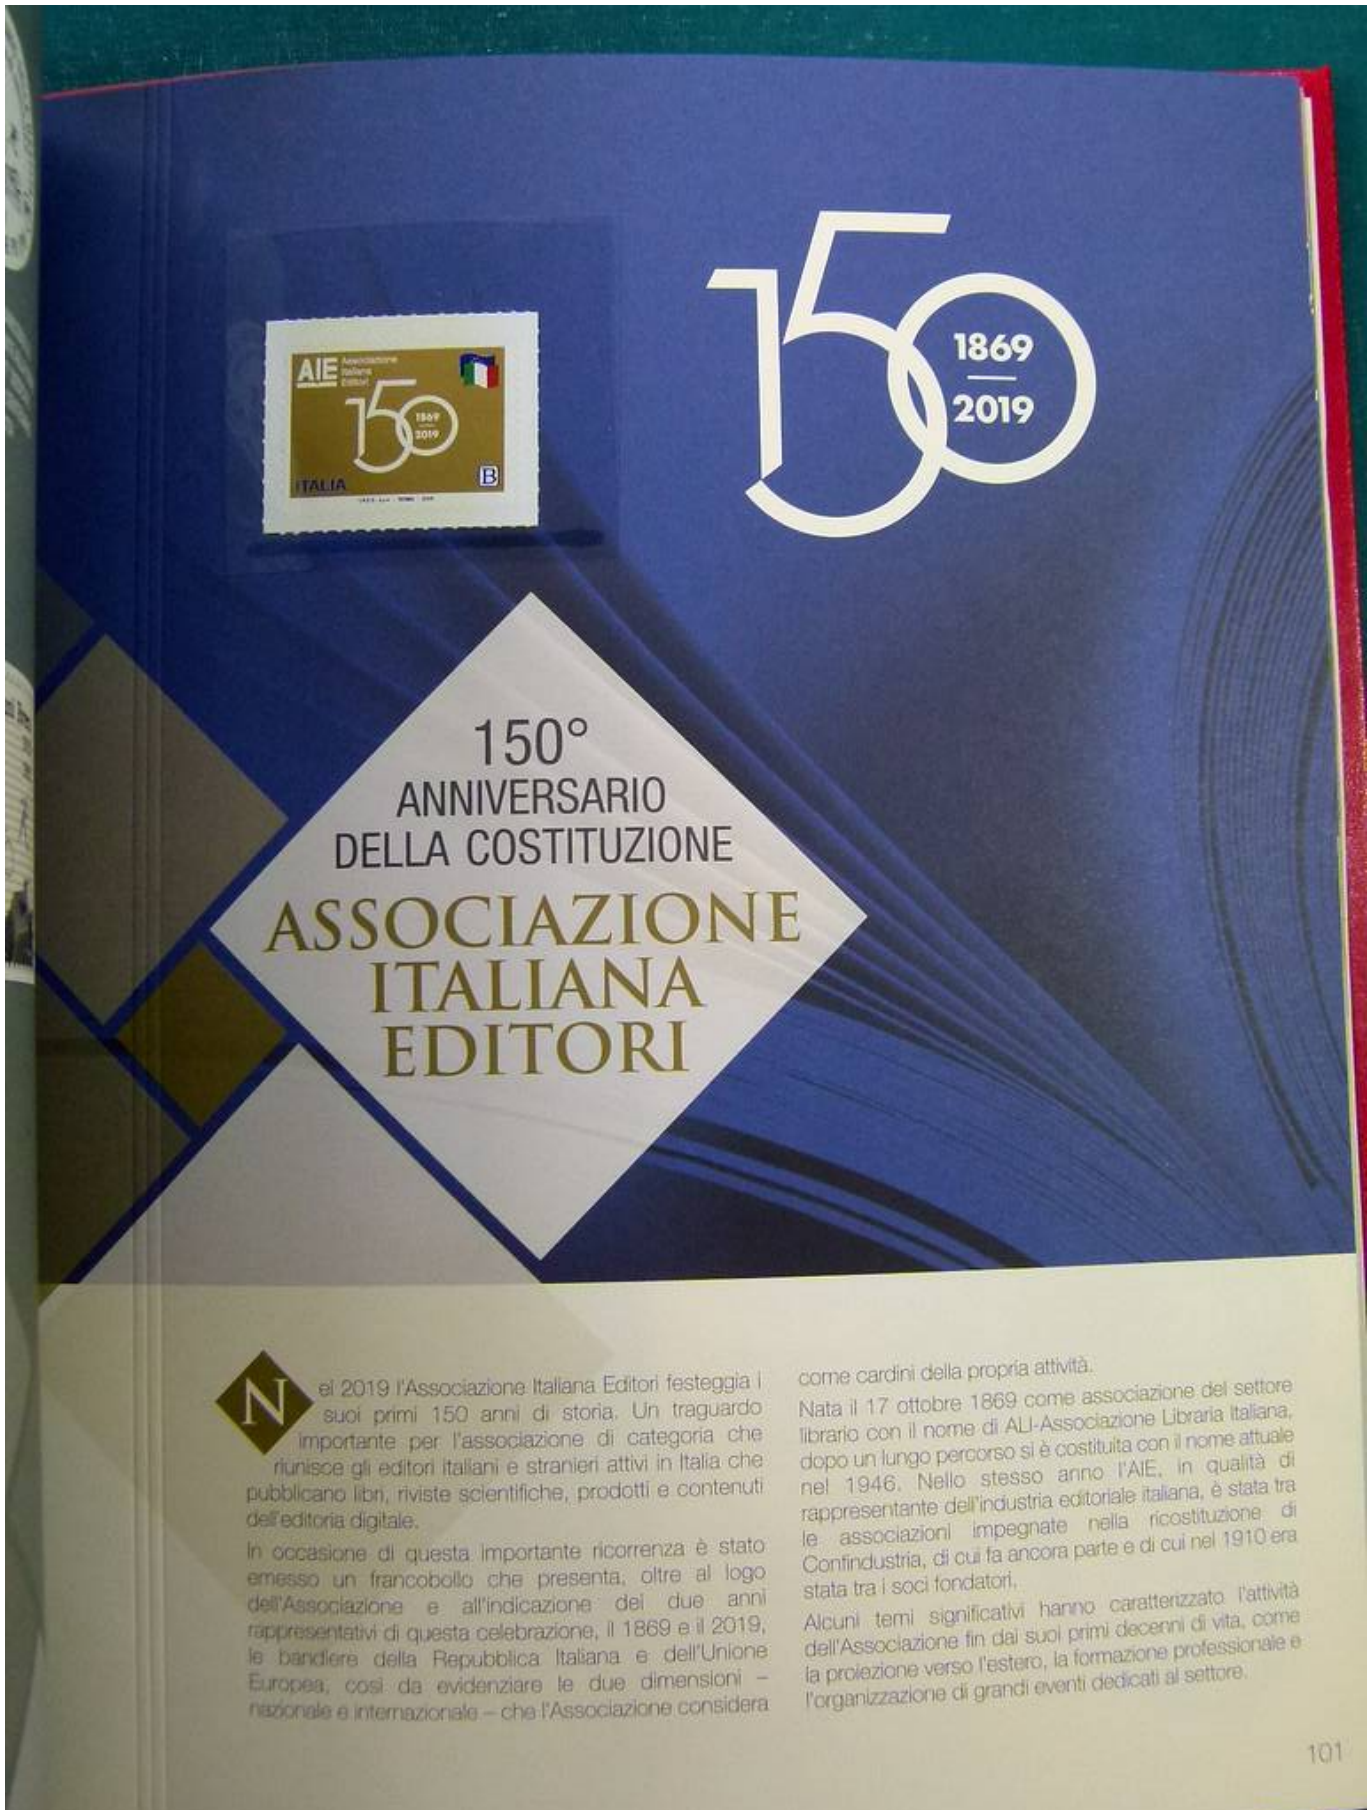 AIE Associazione
Italiana
Editori
150
1869
2019
ITALIA
B
150
1869
2019
150°
ANNIVERSARIO
DELLA COSTITUZIONE
ASSOCIAZIONE
ITALIANA
EDITORI
Nel 2019 l'Associazione Italiana Editori festeggia i
suoi primi 150 anni di storia. Un traguardo
importante per l'associazione di categoria che
riunisce gli editori italiani e stranieri attivi in Italia che
pubblicano libri, riviste scientifiche, prodotti e contenuti
dell'editoria digitale.
In occasione di questa importante ricorrenza è stato
emesso un francobollo che presenta, oltre al logo
dell'Associazione e all'indicazione dei due anni
rappresentativi di questa celebrazione, il 1869 e il 2019,
le bandiere della Repubblica Italiana e dell'Unione
Europea, così da evidenziare le due dimensioni –
nazionale e internazionale – che l'Associazione considera
come cardini della propria attività.
Nata il 17 ottobre 1869 come associazione del settore
librario con il nome di ALI-Associazione Libraria Italiana,
dopo un lungo percorso si è costituita con il nome attuale
nel 1946. Nello stesso anno l'AIE, in qualità di
rappresentante dell'industria editoriale italiana, è stata tra
le associazioni impegnate nella ricostituzione di
Confindustria, di cui fa ancora parte e di cui nel 1910 era
stata tra i soci fondatori.
Alcuni temi significativi hanno caratterizzato l'attività
dell'Associazione fin dai suoi primi decenni di vita, come
la proiezione verso l'estero, la formazione professionale e
l'organizzazione di grandi eventi dedicati al settore.
101